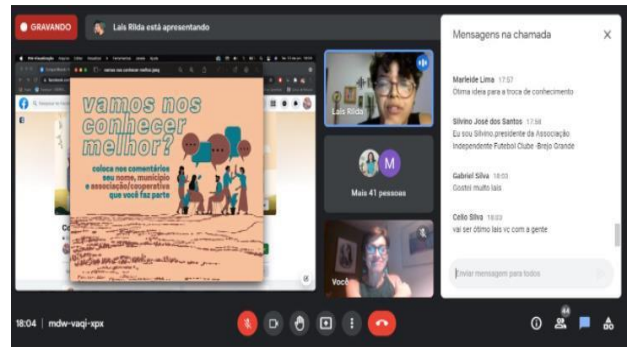 GRAVANDO
Lais Rilda está apresentando
vamos nos
conhecer
melhor?
coloca nos comentários
seu nome, município
e associação/cooperativa
que você faz parte
Lais Rilda
M
Mais 41 pessoas
Você
Mensagens na chamada
Marleide Lima 17:57
Ótima ideia para a troca de conhecimento
Silvino José dos Santos 17:58
Eu sou Silvino presidente da Associação
Independente Futebol Clube -Brejo Grande
Gabriel Silva 18:03
Gostei muito lais
Celio Silva 18:03
vai ser ótimo lais vc com a gente
Enviar mensagem para todos
18:04 | mdw-vaqi-xpx
44